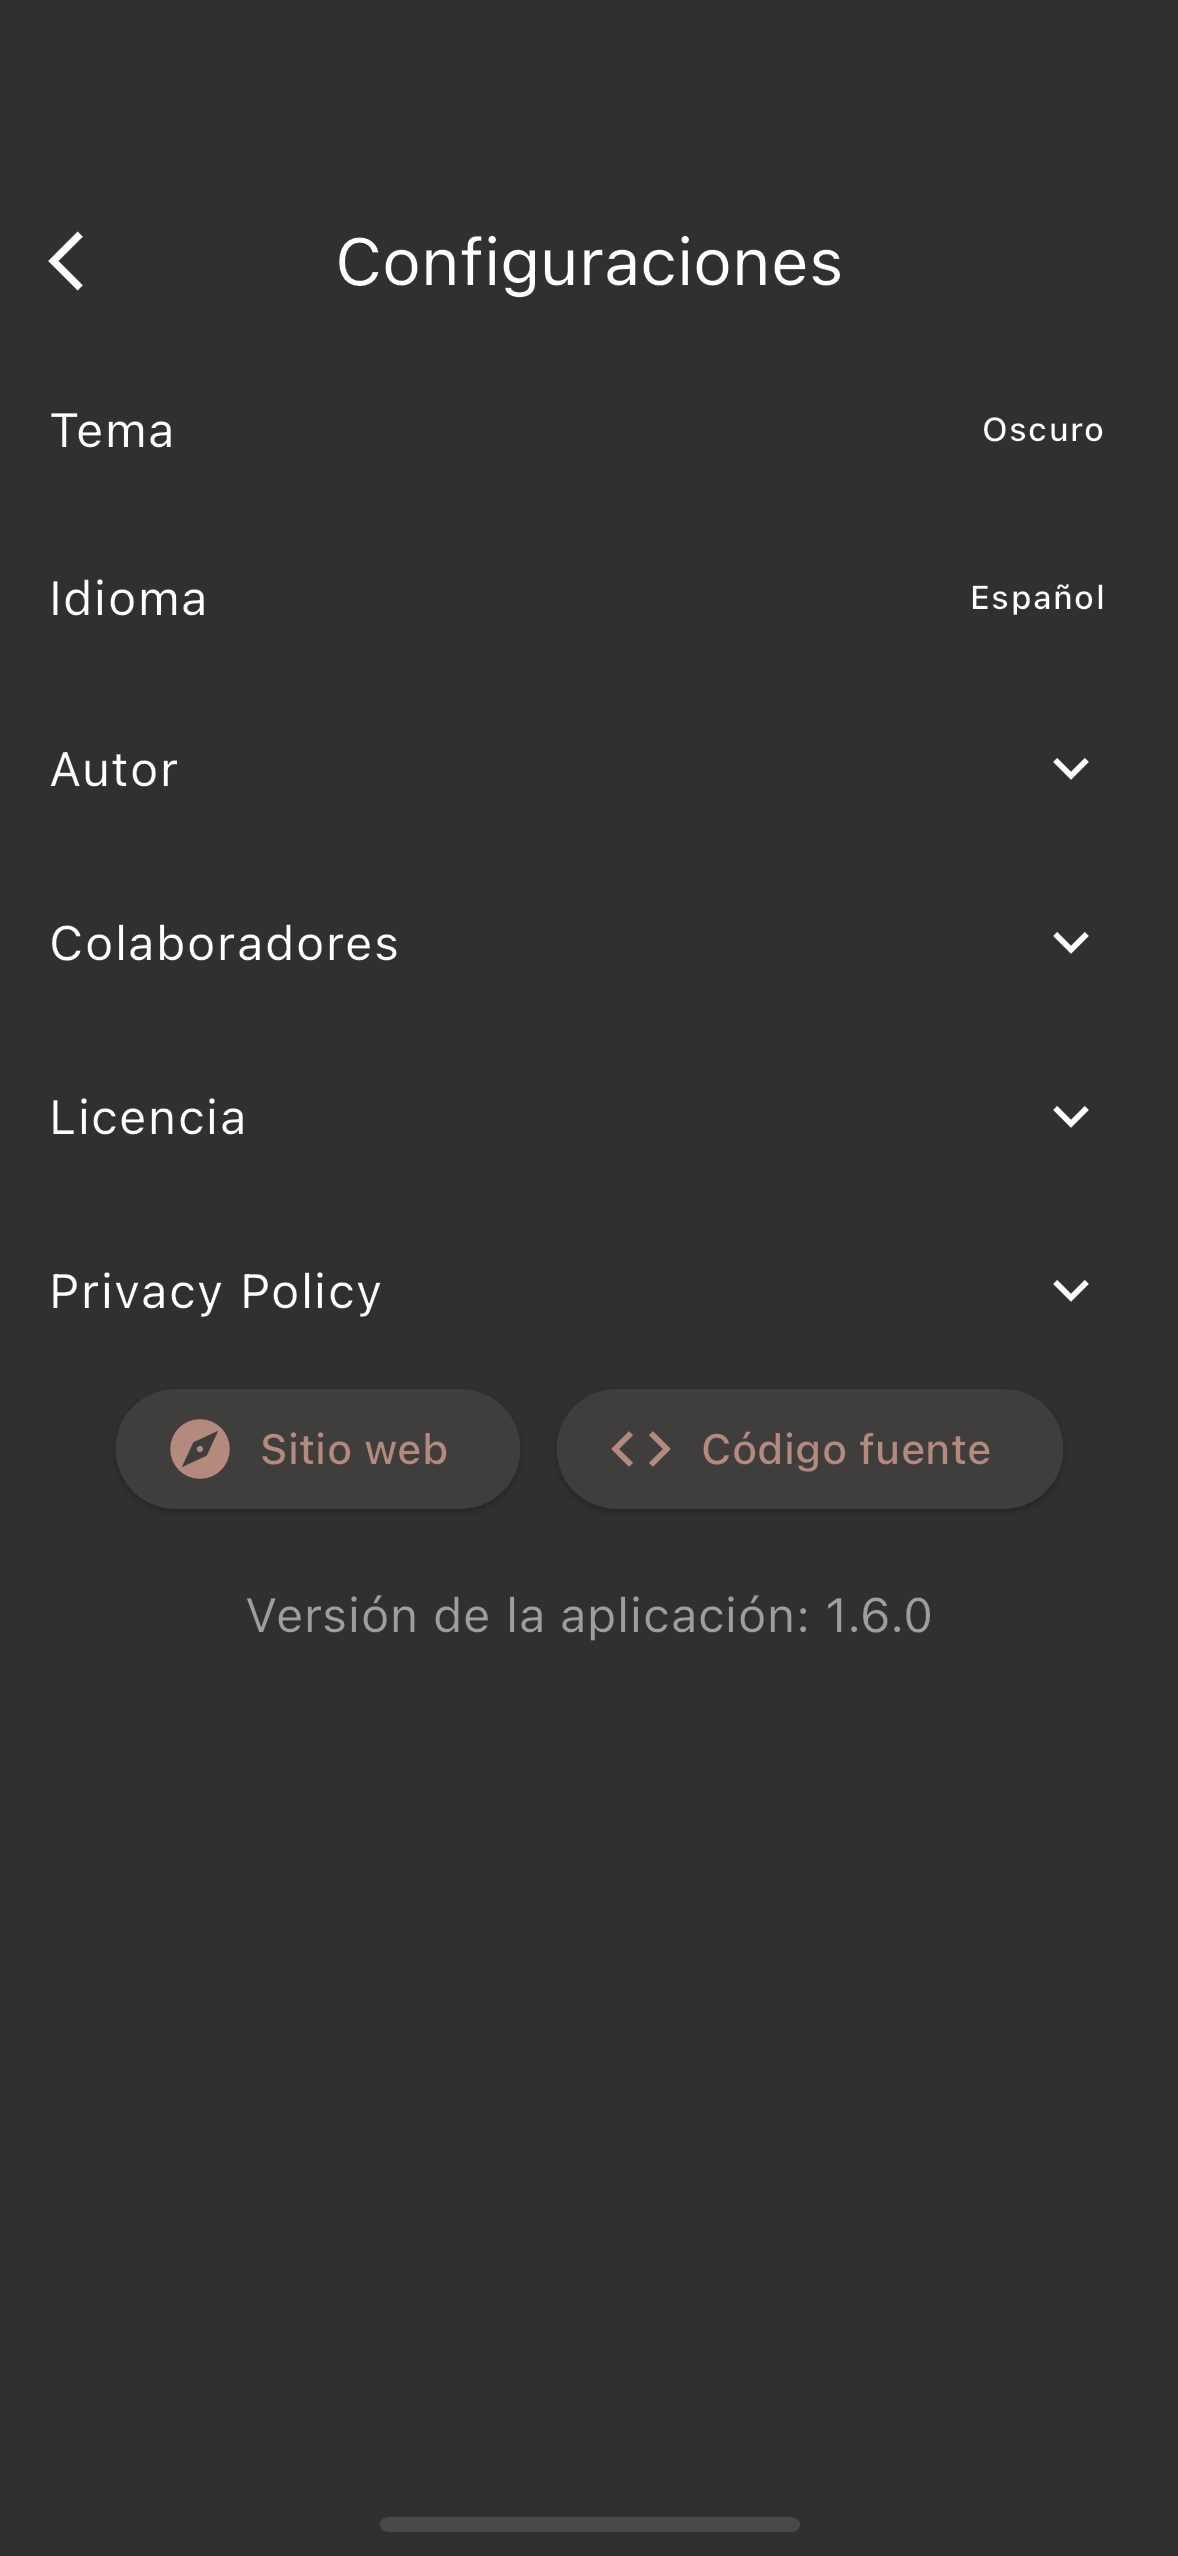 Configuraciones
Tema Oscuro
Idioma Español
Autor
Colaboradores
Licencia
Privacy Policy
Sitio web Código fuente
Versión de la aplicación: 1.6.0